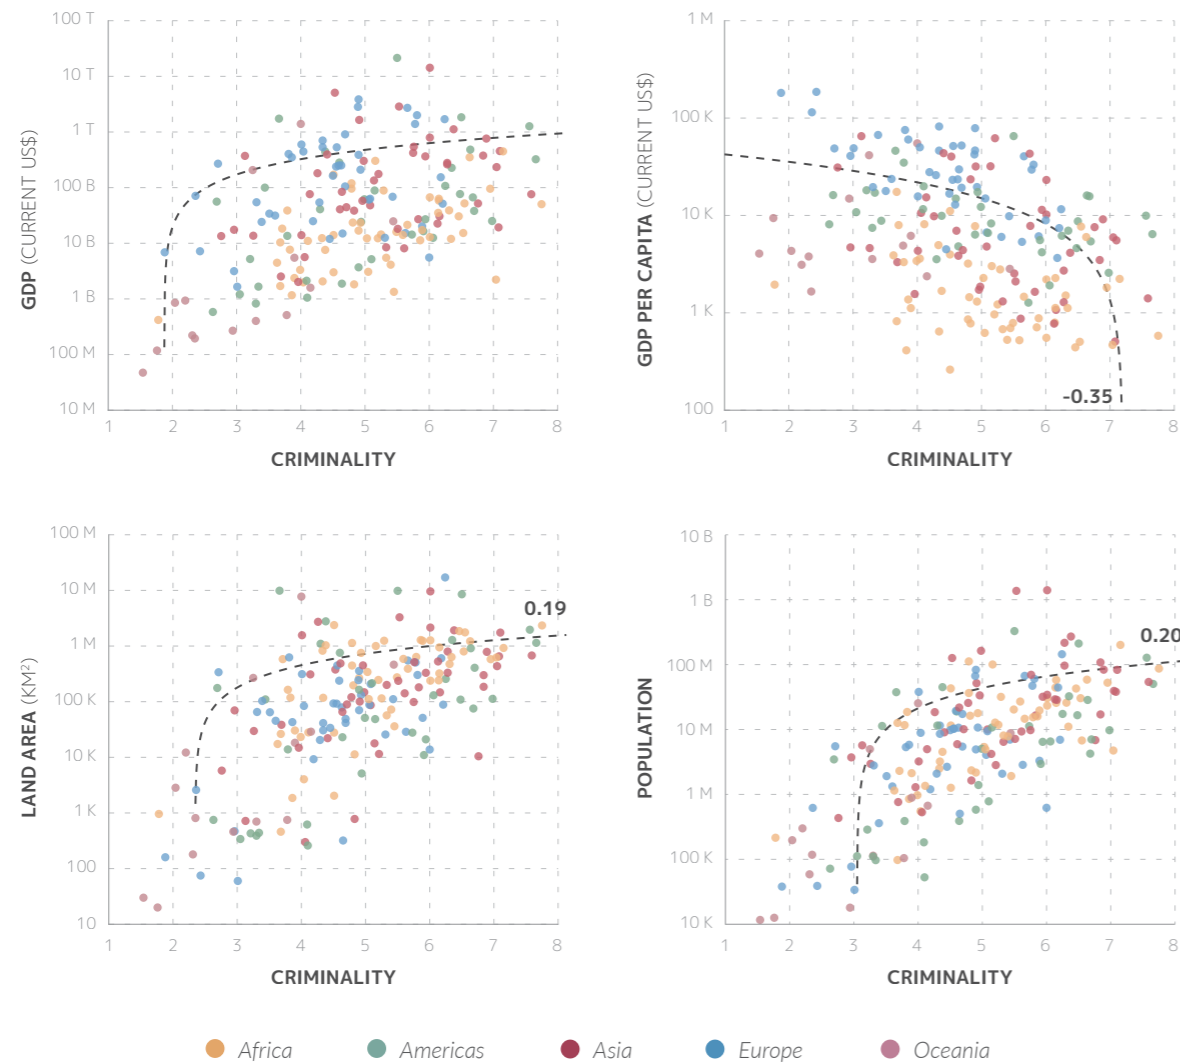 100 T
10 T
1 T
100 B
10 B
1 B
100 M
10 M
GDP (CURRENT US$)
1 2 3 4 5 6 7 8
CRIMINALITY
1 M
100 K
10 K
1 K
100
GDP PER CAPITA (CURRENT US$)
-0.35
1 2 3 4 5 6 7 8
CRIMINALITY
100 M
10 M
1 M
100 K
10 K
1 K
100
10
LAND AREA (KM²)
0.19
1 2 3 4 5 6 7 8
CRIMINALITY
10 B
1 B
100 M
10 M
1 M
100 K
10 K
POPULATION
0.20
1 2 3 4 5 6 7 8
CRIMINALITY
Africa Americas Asia Europe Oceania